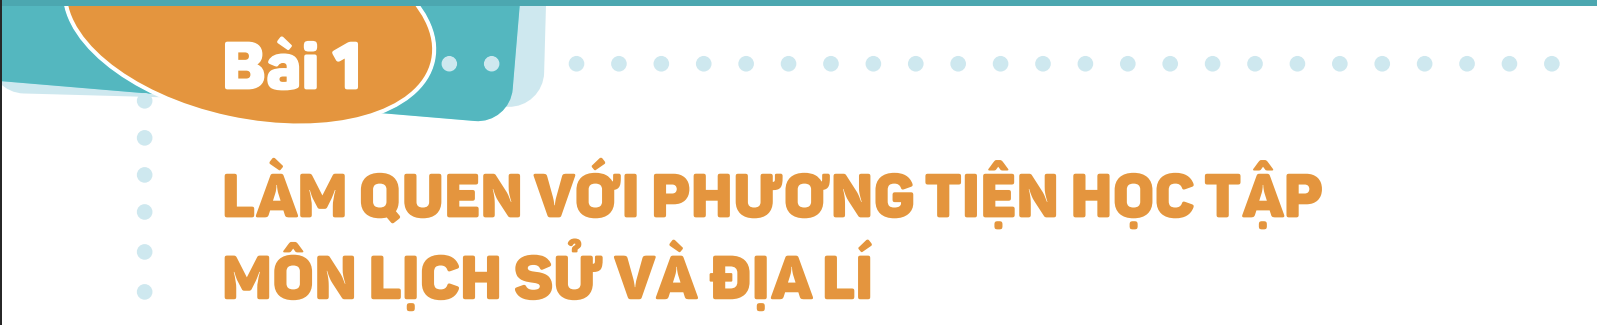 Bài 1
LÀM QUEN VỚI PHƯƠNG TIỆN HỌC TẬP
MÔN LỊCH SỬ VÀ ĐỊA LÍ